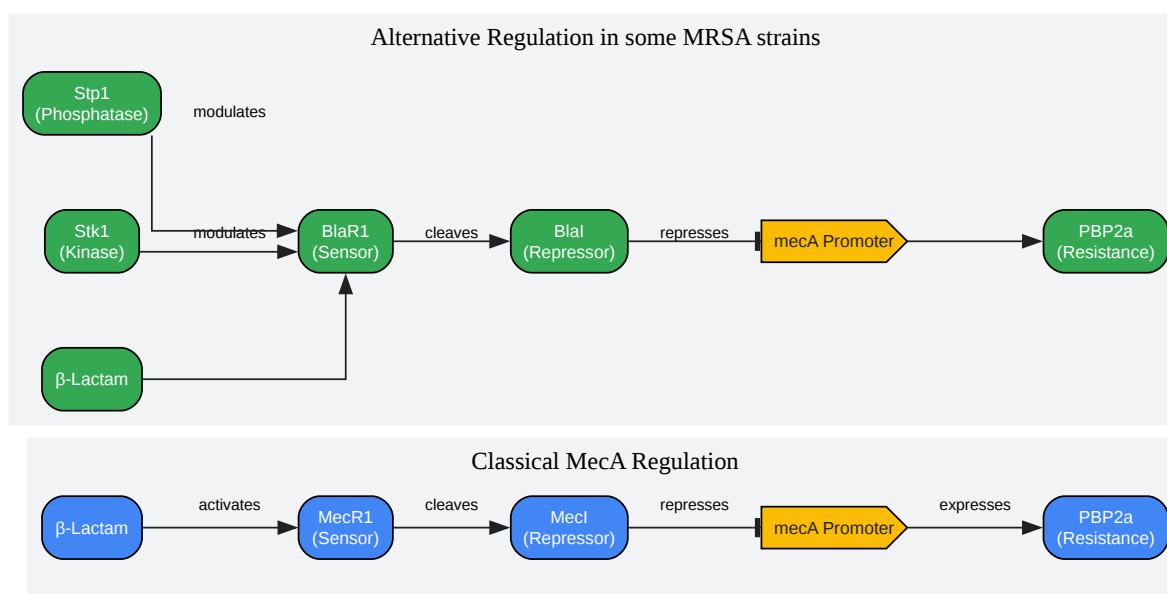 Alternative Regulation in some MRSA strains
Stp1
(Phosphatase)
modulates
Stk1
(Kinase)
modulates
BlaR1
(Sensor)
cleaves
BlaI
(Repressor)
represses
mecA Promoter
PBP2a
(Resistance)
β-Lactam
Classical MecA Regulation
β-Lactam
activates
MecR1
(Sensor)
cleaves
MecI
(Repressor)
represses
mecA Promoter
expresses
PBP2a
(Resistance)